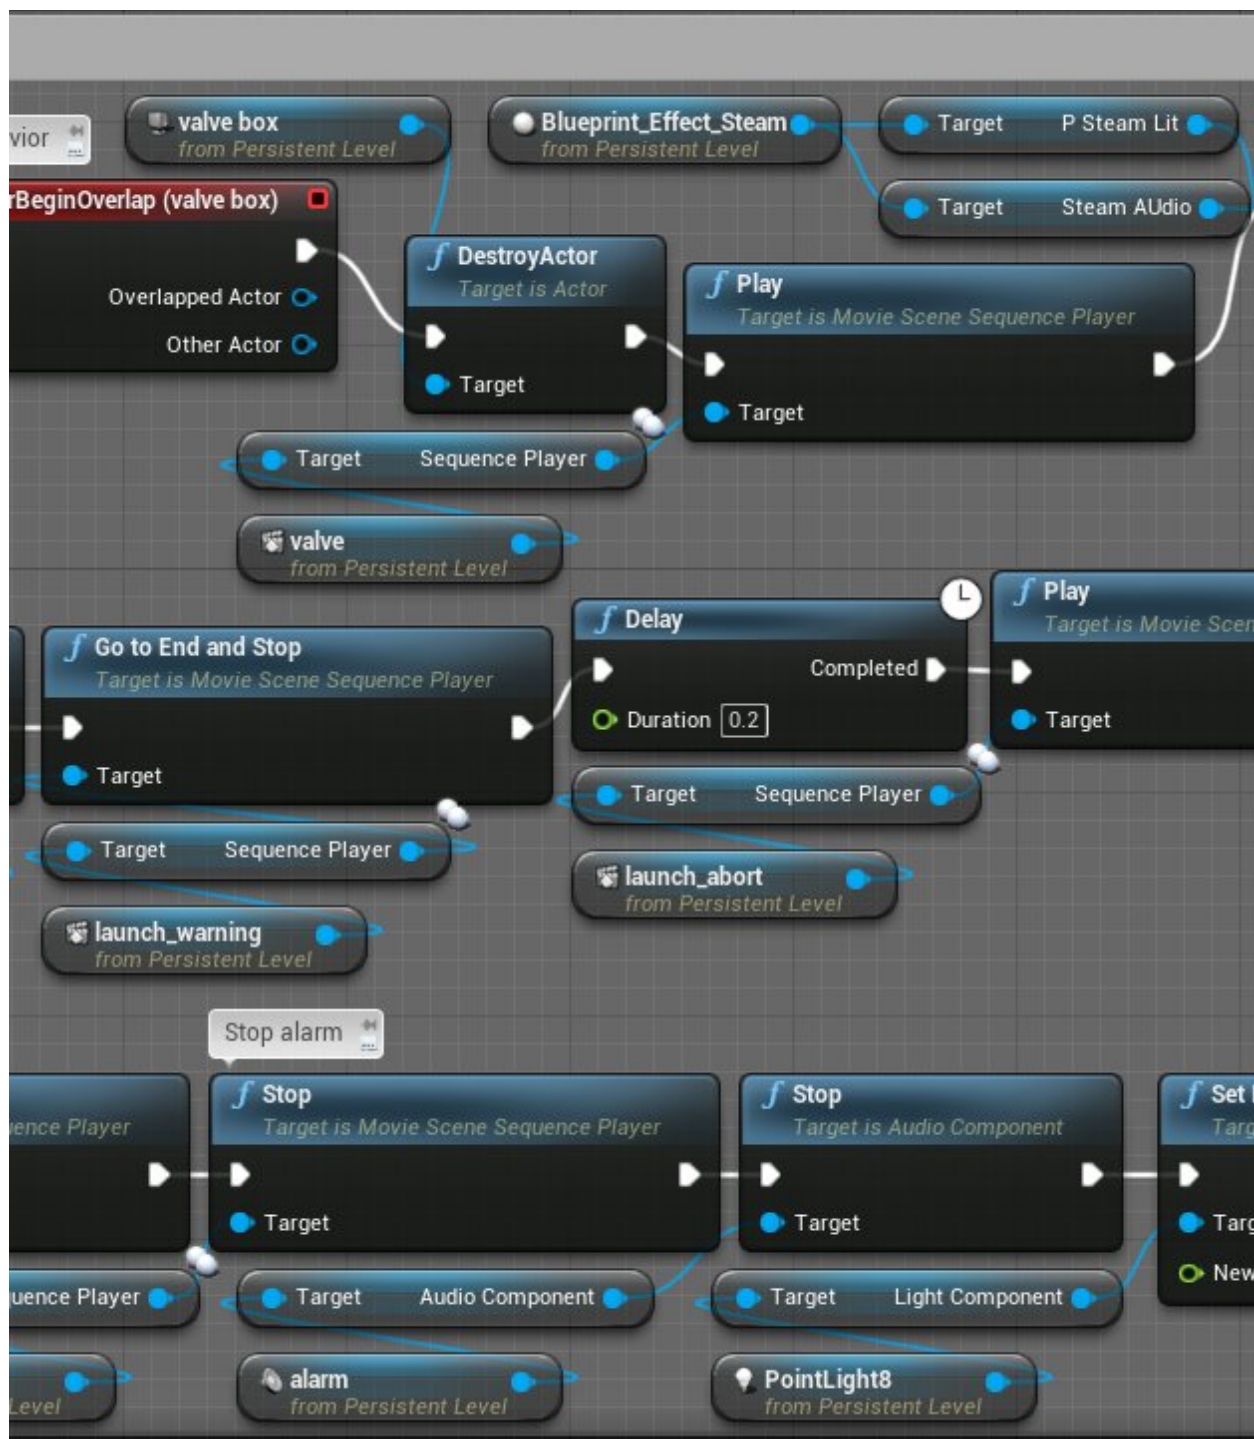 valve box
from Persistent Level
Blueprint_Effect_Steam
from Persistent Level
Target P Steam Lit
Target Steam AUdio
vior
rBeginOverlap (valve box)
Overlapped Actor
Other Actor
f DestroyActor
Target is Actor
Target
f Play
Target is Movie Scene Sequence Player
Target
Target Sequence Player
valve
from Persistent Level
f Go to End and Stop
Target is Movie Scene Sequence Player
Target
f Delay
Completed
Duration 0.2
f Play
Target is Movie Scen
Target
Target Sequence Player
launch_warning
from Persistent Level
Target Sequence Player
launch_abort
from Persistent Level
Stop alarm
ience Player
f Stop
Target is Movie Scene Sequence Player
Target
f Stop
Target is Audio Component
Target
f Set
Targ
Targ
New
uence Player
Target Audio Component
Target Light Component
Level
alarm
from Persistent Level
PointLight8
from Persistent Level